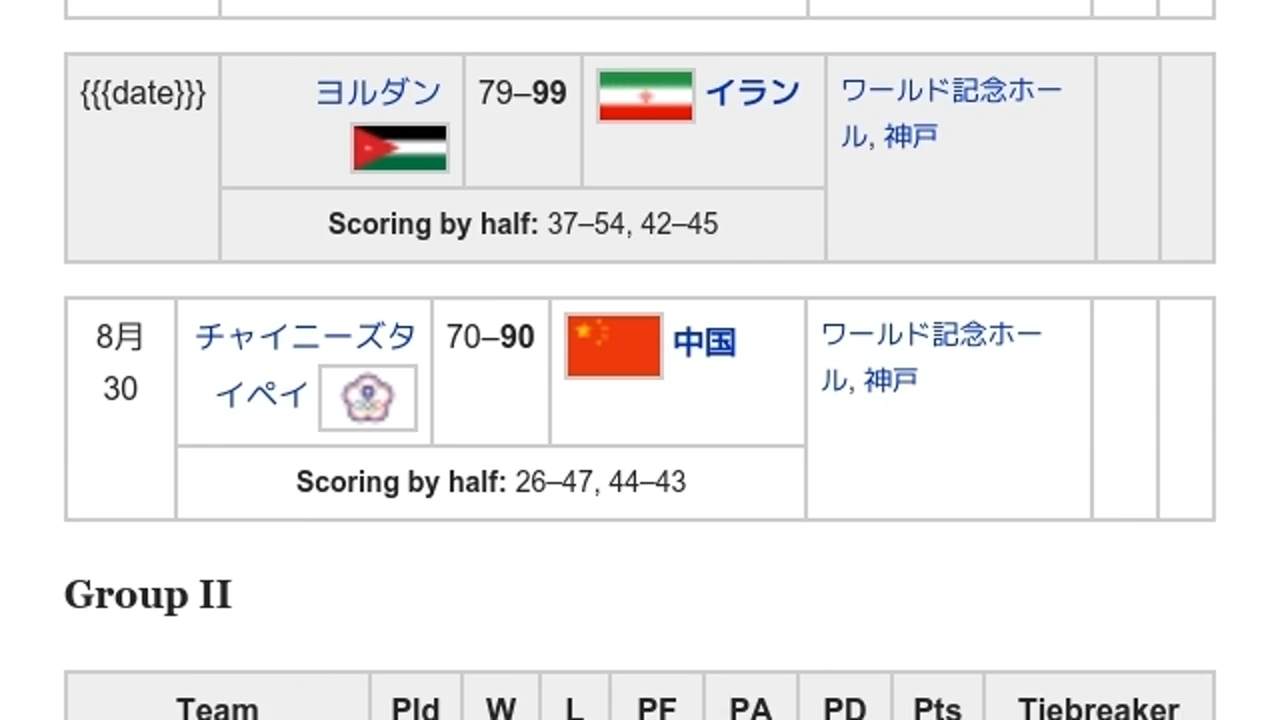 {{{date}}} ヨルダン 79–99 イラン ワールド記念ホー
ル, 神戸
Scoring by half: 37–54, 42–45
8月 チャイニーズタ 70–90 中国 ワールド記念ホー
30 イペイ ル, 神戸
Scoring by half: 26–47, 44–43
Group II
Team Pld W L PF PA PD Pts Tiebreaker